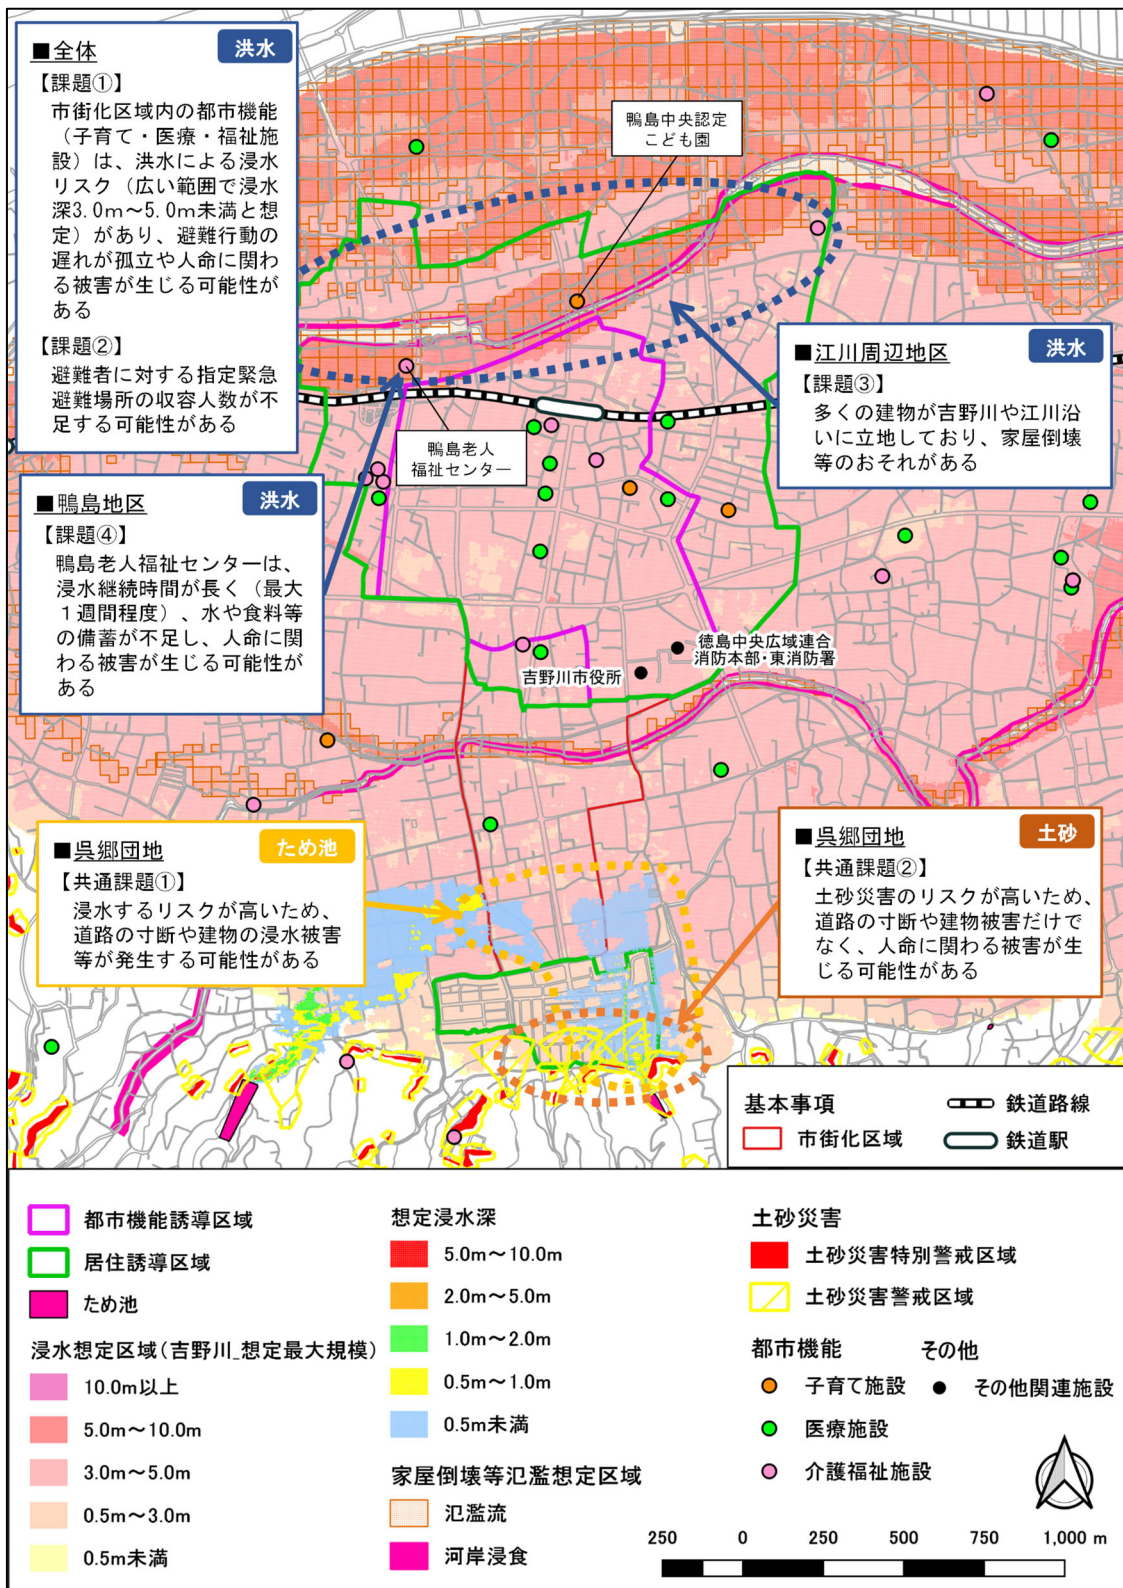 ■全体
洪水
【課題①】
市街化区域内の都市機能
（子育て・医療・福祉施
設）は、洪水による浸水
リスク（広い範囲で浸水
深3.0m～5.0m未満と想
定）があり、避難行動の
遅れが孤立や人命に関わ
る被害が生じる可能性が
ある
【課題②】
避難者に対する指定緊急
避難場所の収容人数が不
足する可能性がある
鴨島中央認定
こども園
■江川周辺地区
洪水
【課題③】
多くの建物が吉野川や江川沿
いに立地しており、家屋倒壊
等のおそれがある
鴨島老人
福祉センター
■鴨島地区
洪水
【課題④】
鴨島老人福祉センターは、
浸水継続時間が長く（最大
１週間程度）、水や食料等
の備蓄が不足し、人命に関
わる被害が生じる可能性が
ある
徳島中央広域連合
消防本部・東消防署
吉野川市役所
■呉郷団地
ため池
【共通課題①】
浸水するリスクが高いため、
道路の寸断や建物の浸水被害
等が発生する可能性がある
■呉郷団地
土砂
【共通課題②】
土砂災害のリスクが高いため、
道路の寸断や建物被害だけで
なく、人命に関わる被害が生
じる可能性がある
基本事項
市街化区域
鉄道路線
鉄道駅
都市機能誘導区域
居住誘導区域
ため池
浸水想定区域(吉野川_想定最大規模)
10.0m以上
5.0m～10.0m
3.0m～5.0m
0.5m～3.0m
0.5m未満
想定浸水深
5.0m～10.0m
2.0m～5.0m
1.0m～2.0m
0.5m～1.0m
0.5m未満
家屋倒壊等氾濫想定区域
氾濫流
河岸浸食
土砂災害
土砂災害特別警戒区域
土砂災害警戒区域
都市機能
子育て施設
医療施設
介護福祉施設
その他
その他関連施設
250 0 250 500 750 1,000 m